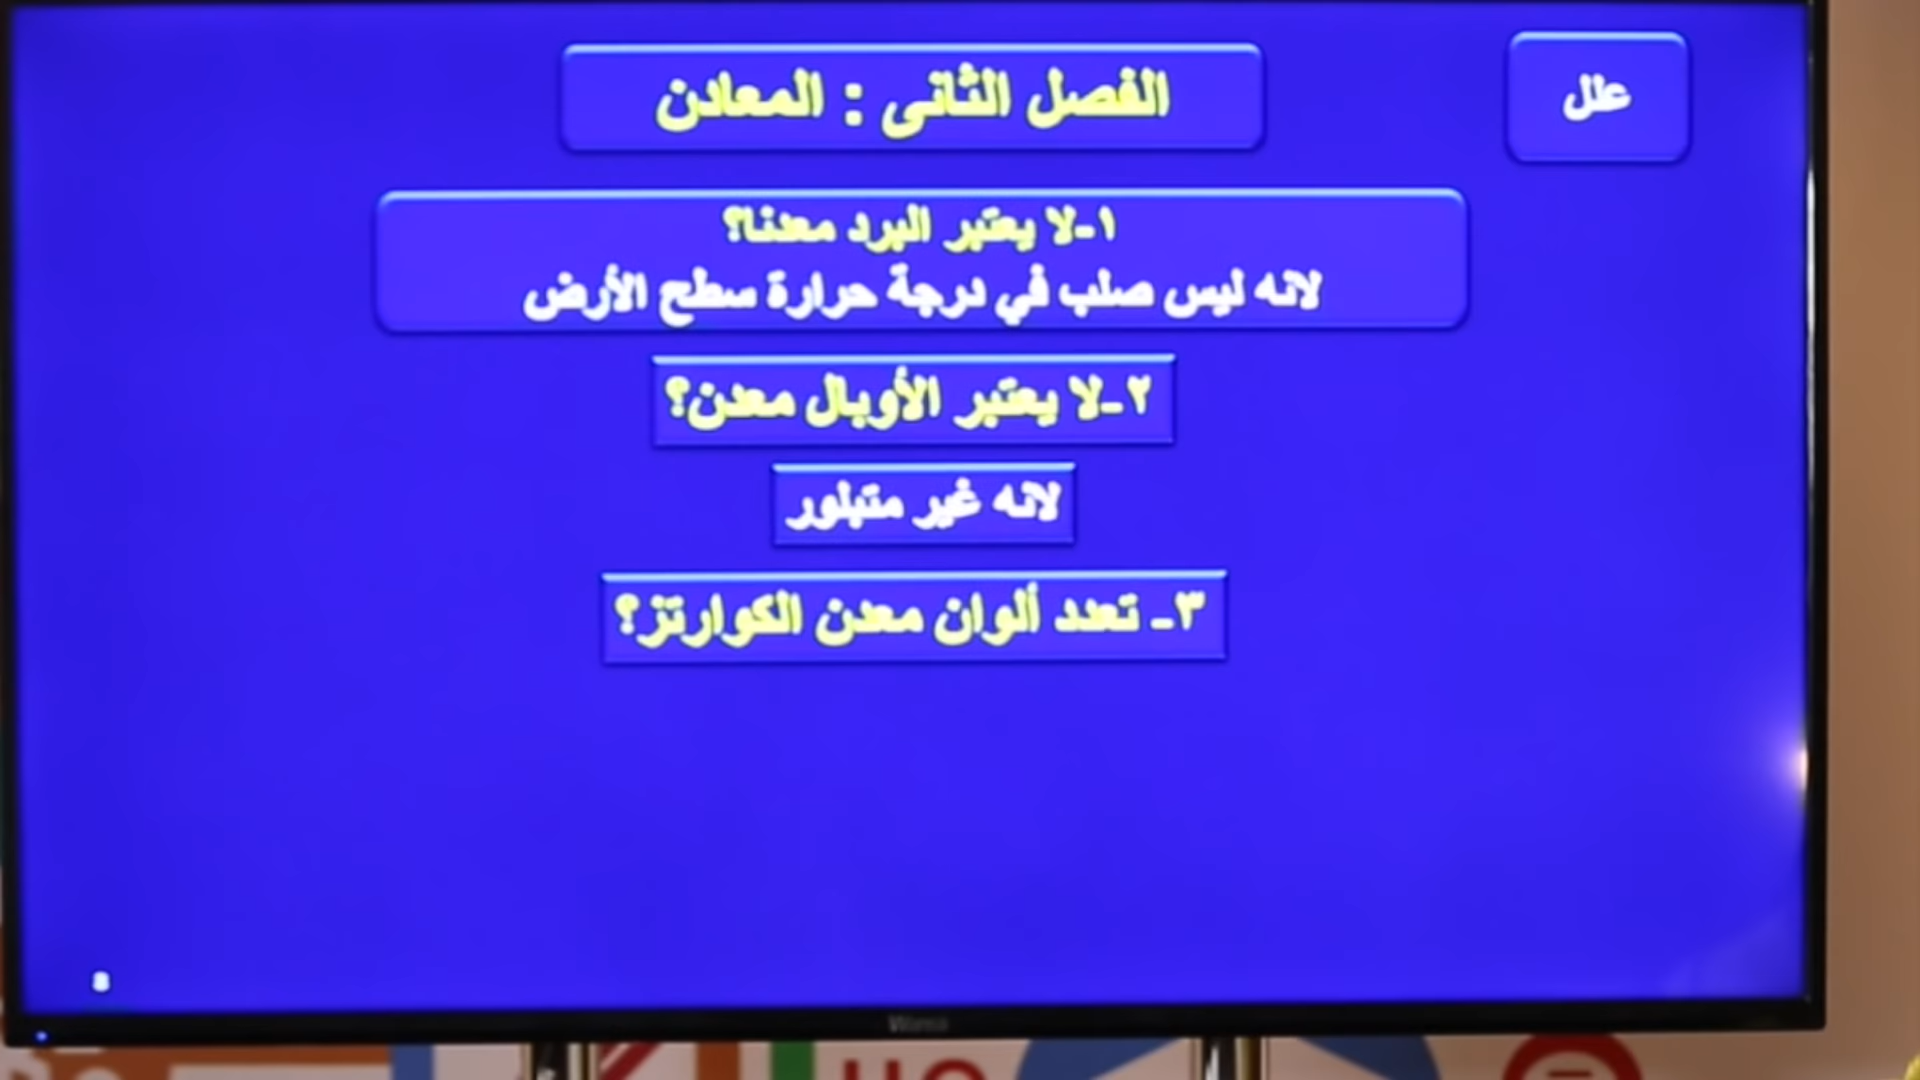 علل
الفصل الثانى : المعادن
١-لا يعتبر البرد معدنا؟
لانه ليس صلب في درجة حرارة سطح الأرض
٢-لا يعتبر الأوبال معدن؟
لانه غير متبلور
٣- تعدد ألوان معدن الكوارتز؟
8